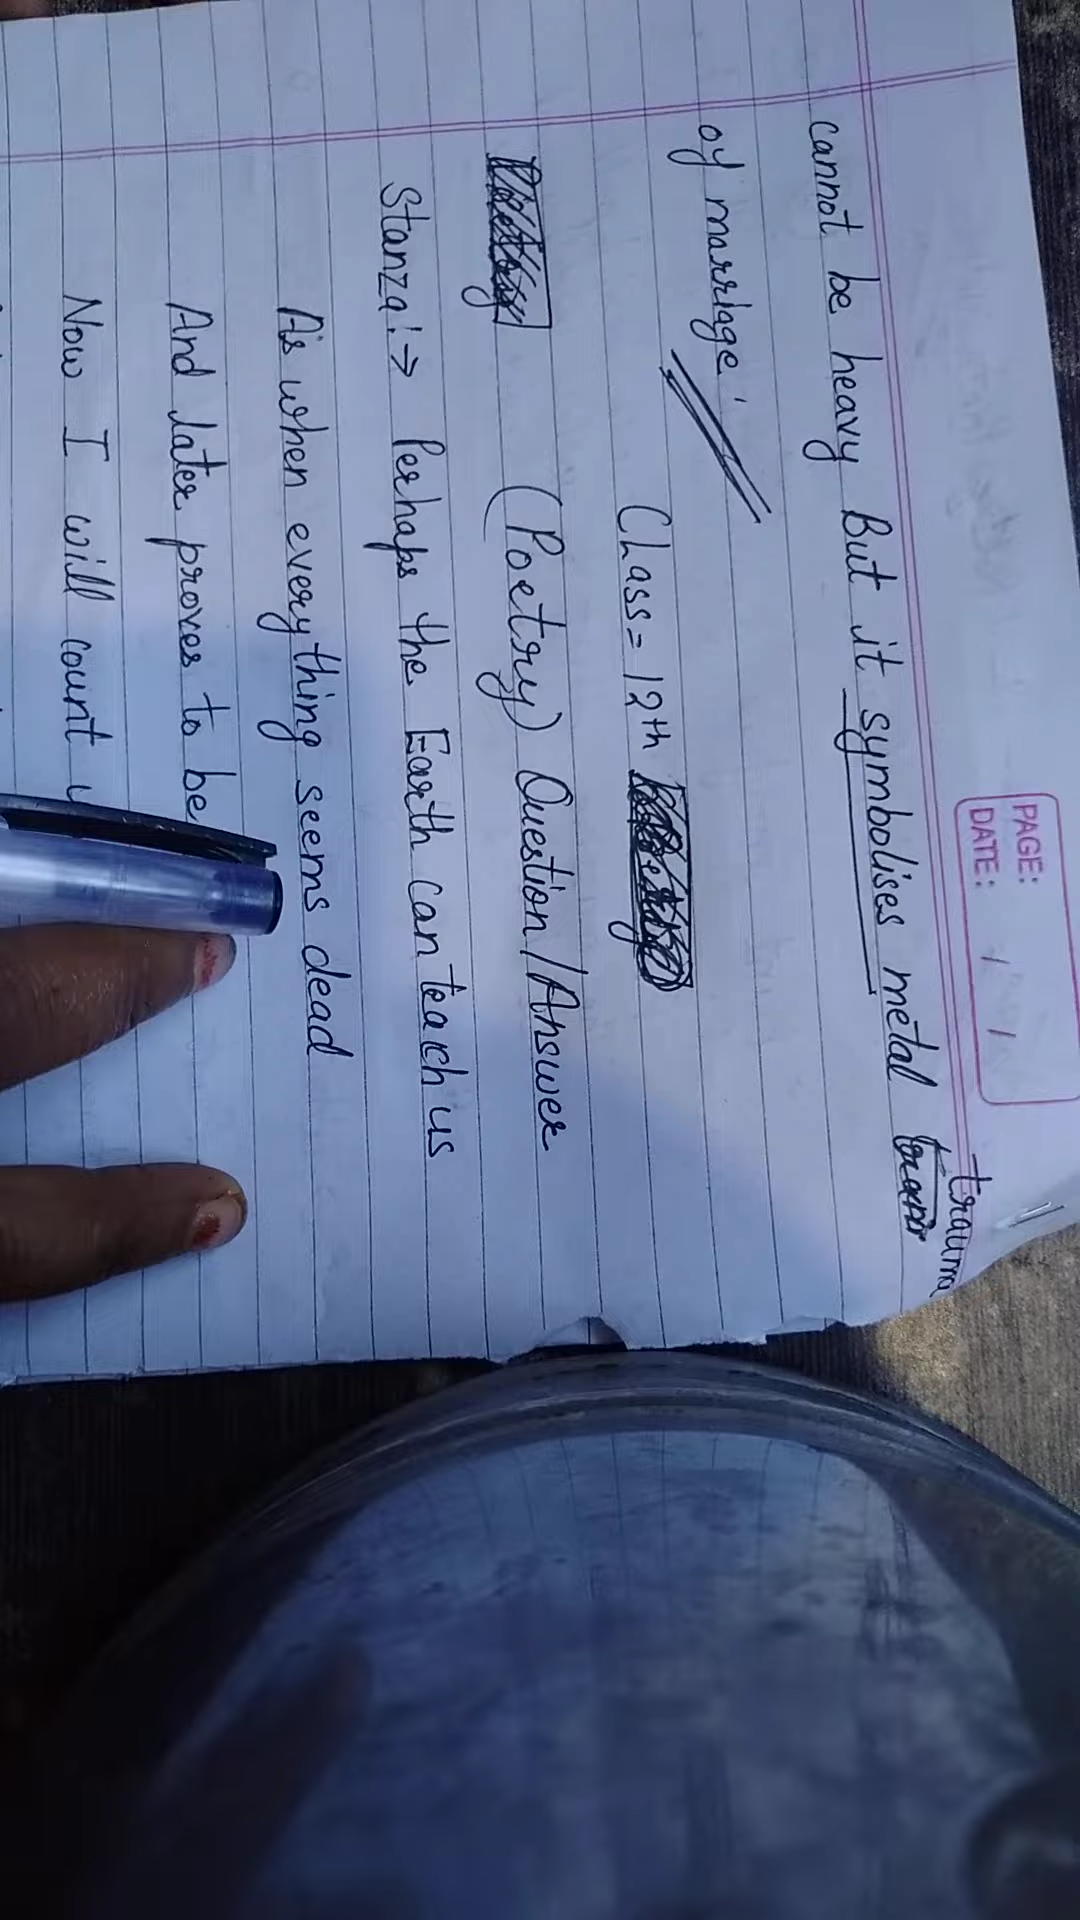 PAGE:
DATE: / /
trauma
cannot be heavy But it symbolises metal
of marriage'
Class = 12th
(Poetry) Question/Answer
Stanza:→ Perhaps the Earth can teach us
As when everything seems dead
And later proves to be
Now I will count